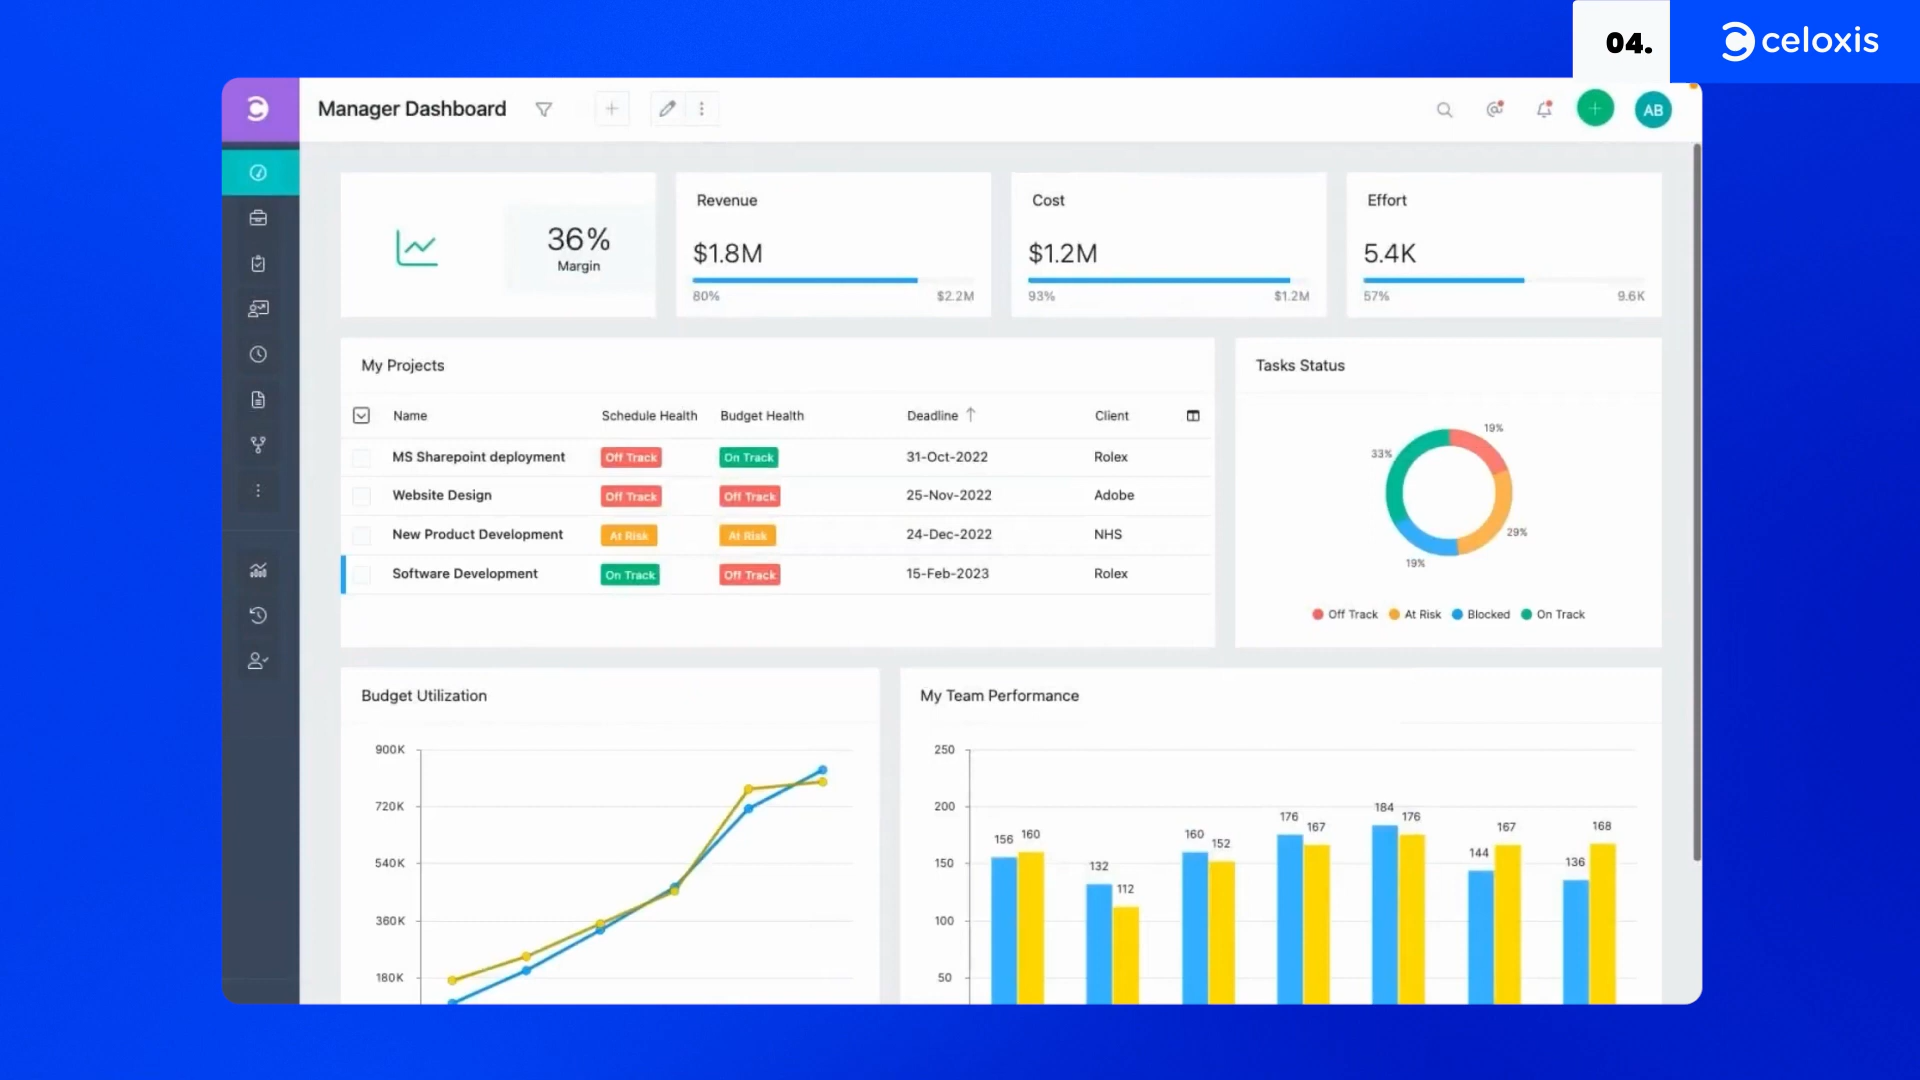 04.
celoxis
Manager Dashboard
AB
36%
Margin
Revenue
$1.8M
80% $2.2M
Cost
$1.2M
93% $1.2M
Effort
5.4K
57% 9.6K
My Projects
Name Schedule Health Budget Health Deadline Client
MS Sharepoint deployment Off Track On Track 31-Oct-2022 Rolex
Website Design Off Track Off Track 25-Nov-2022 Adobe
New Product Development At Risk At Risk 24-Dec-2022 NHS
Software Development On Track Off Track 15-Feb-2023 Rolex
Tasks Status
19%
33%
29%
19%
Off Track At Risk Blocked On Track
Budget Utilization
900K
720K
540K
360K
180K
My Team Performance
250
200
150
100
50
156 160
132 112
160 152
176 167
184 176
144 167
136 168